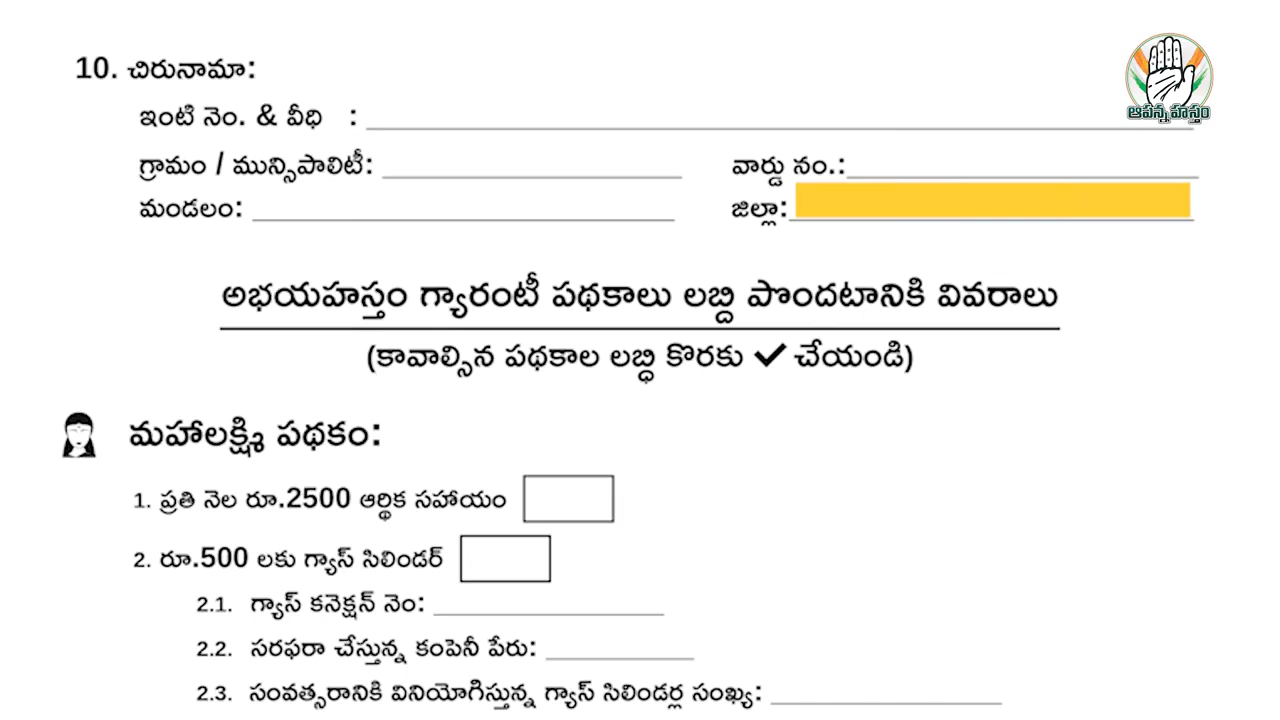 10. చిరునామా:
ఆపన్న హస్తం
ఇంటి నెం. & వీధి :
గ్రామం / మున్సిపాలిటీ: వార్డు నం.:
మండలం: జిల్లా:
అభయహస్తం గ్యారంటీ పథకాలు లబ్ది పొందటానికి వివరాలు
(కావాల్సిన పథకాల లబ్ధి కొరకు ✓ చేయండి)
మహాలక్ష్మి పథకం:
1. ప్రతి నెల రూ.2500 ఆర్థిక సహాయం
2. రూ.500 లకు గ్యాస్ సిలిండర్
2.1. గ్యాస్ కనెక్షన్ నెం:
2.2. సరఫరా చేస్తున్న కంపెనీ పేరు:
2.3. సంవత్సరానికి వినియోగిస్తున్న గ్యాస్ సిలిండర్ల సంఖ్య: